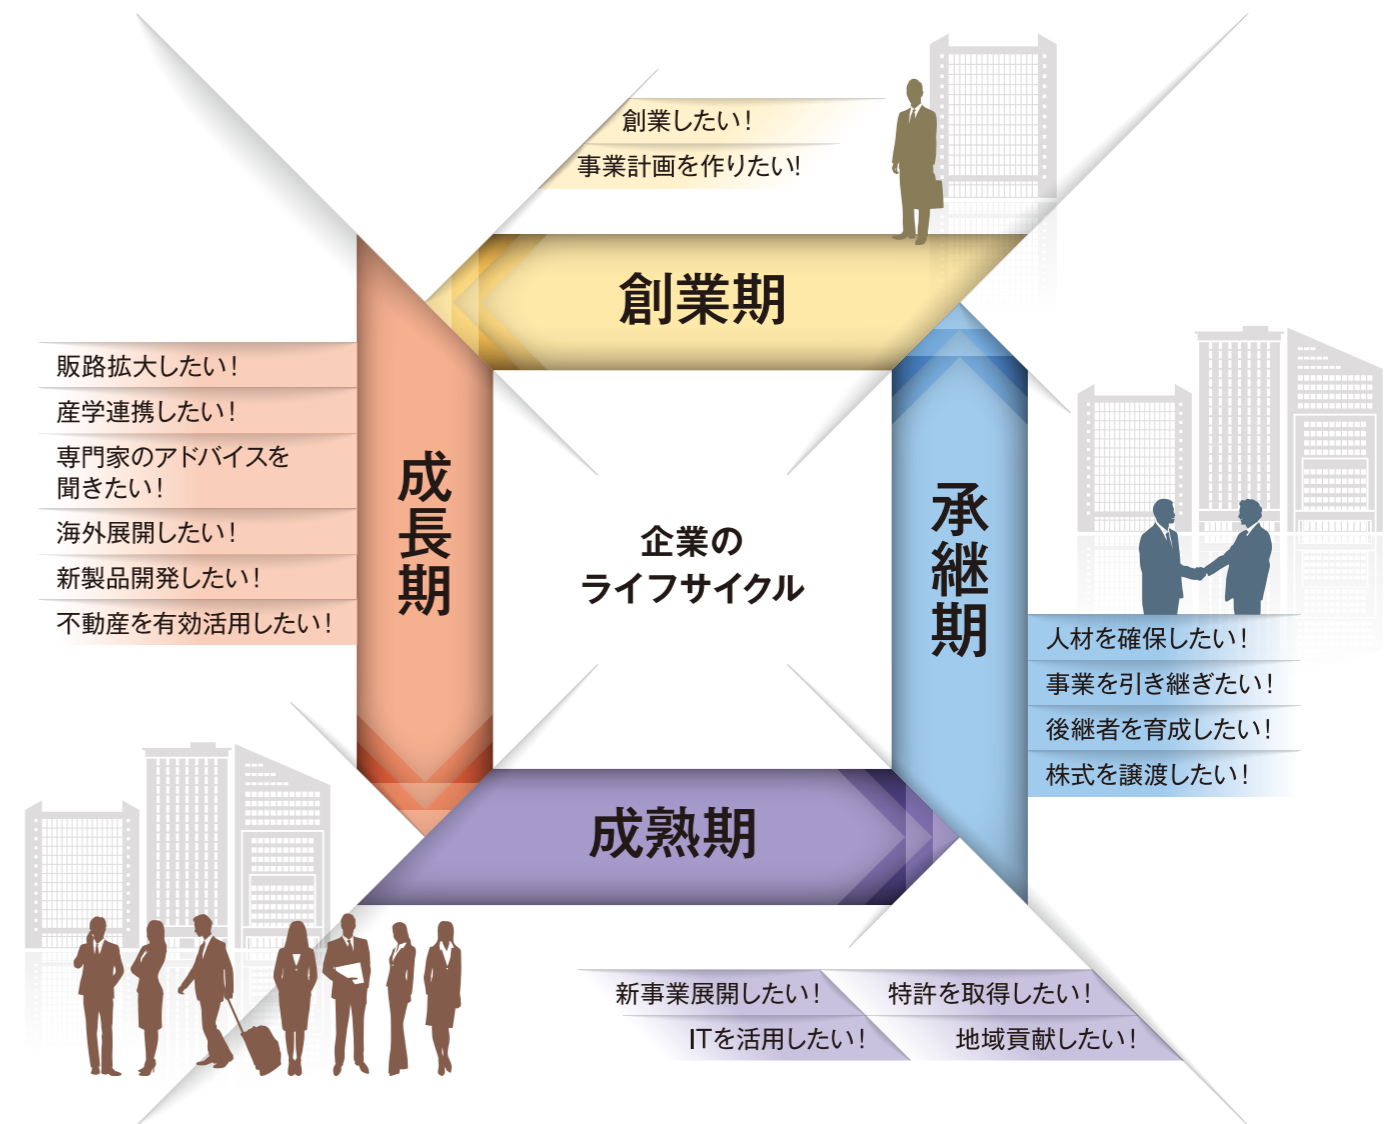 創業したい！
事業計画を作りたい！
創業期
販路拡大したい！
産学連携したい！
専門家のアドバイスを
聞きたい！
海外展開したい！
新製品開発したい！
不動産を有効活用したい！
成長期
企業の
ライフサイクル
承継期
人材を確保したい！
事業を引き継ぎたい！
後継者を育成したい！
株式を譲渡したい！
成熟期
新事業展開したい！
特許を取得したい！
ITを活用したい！
地域貢献したい！